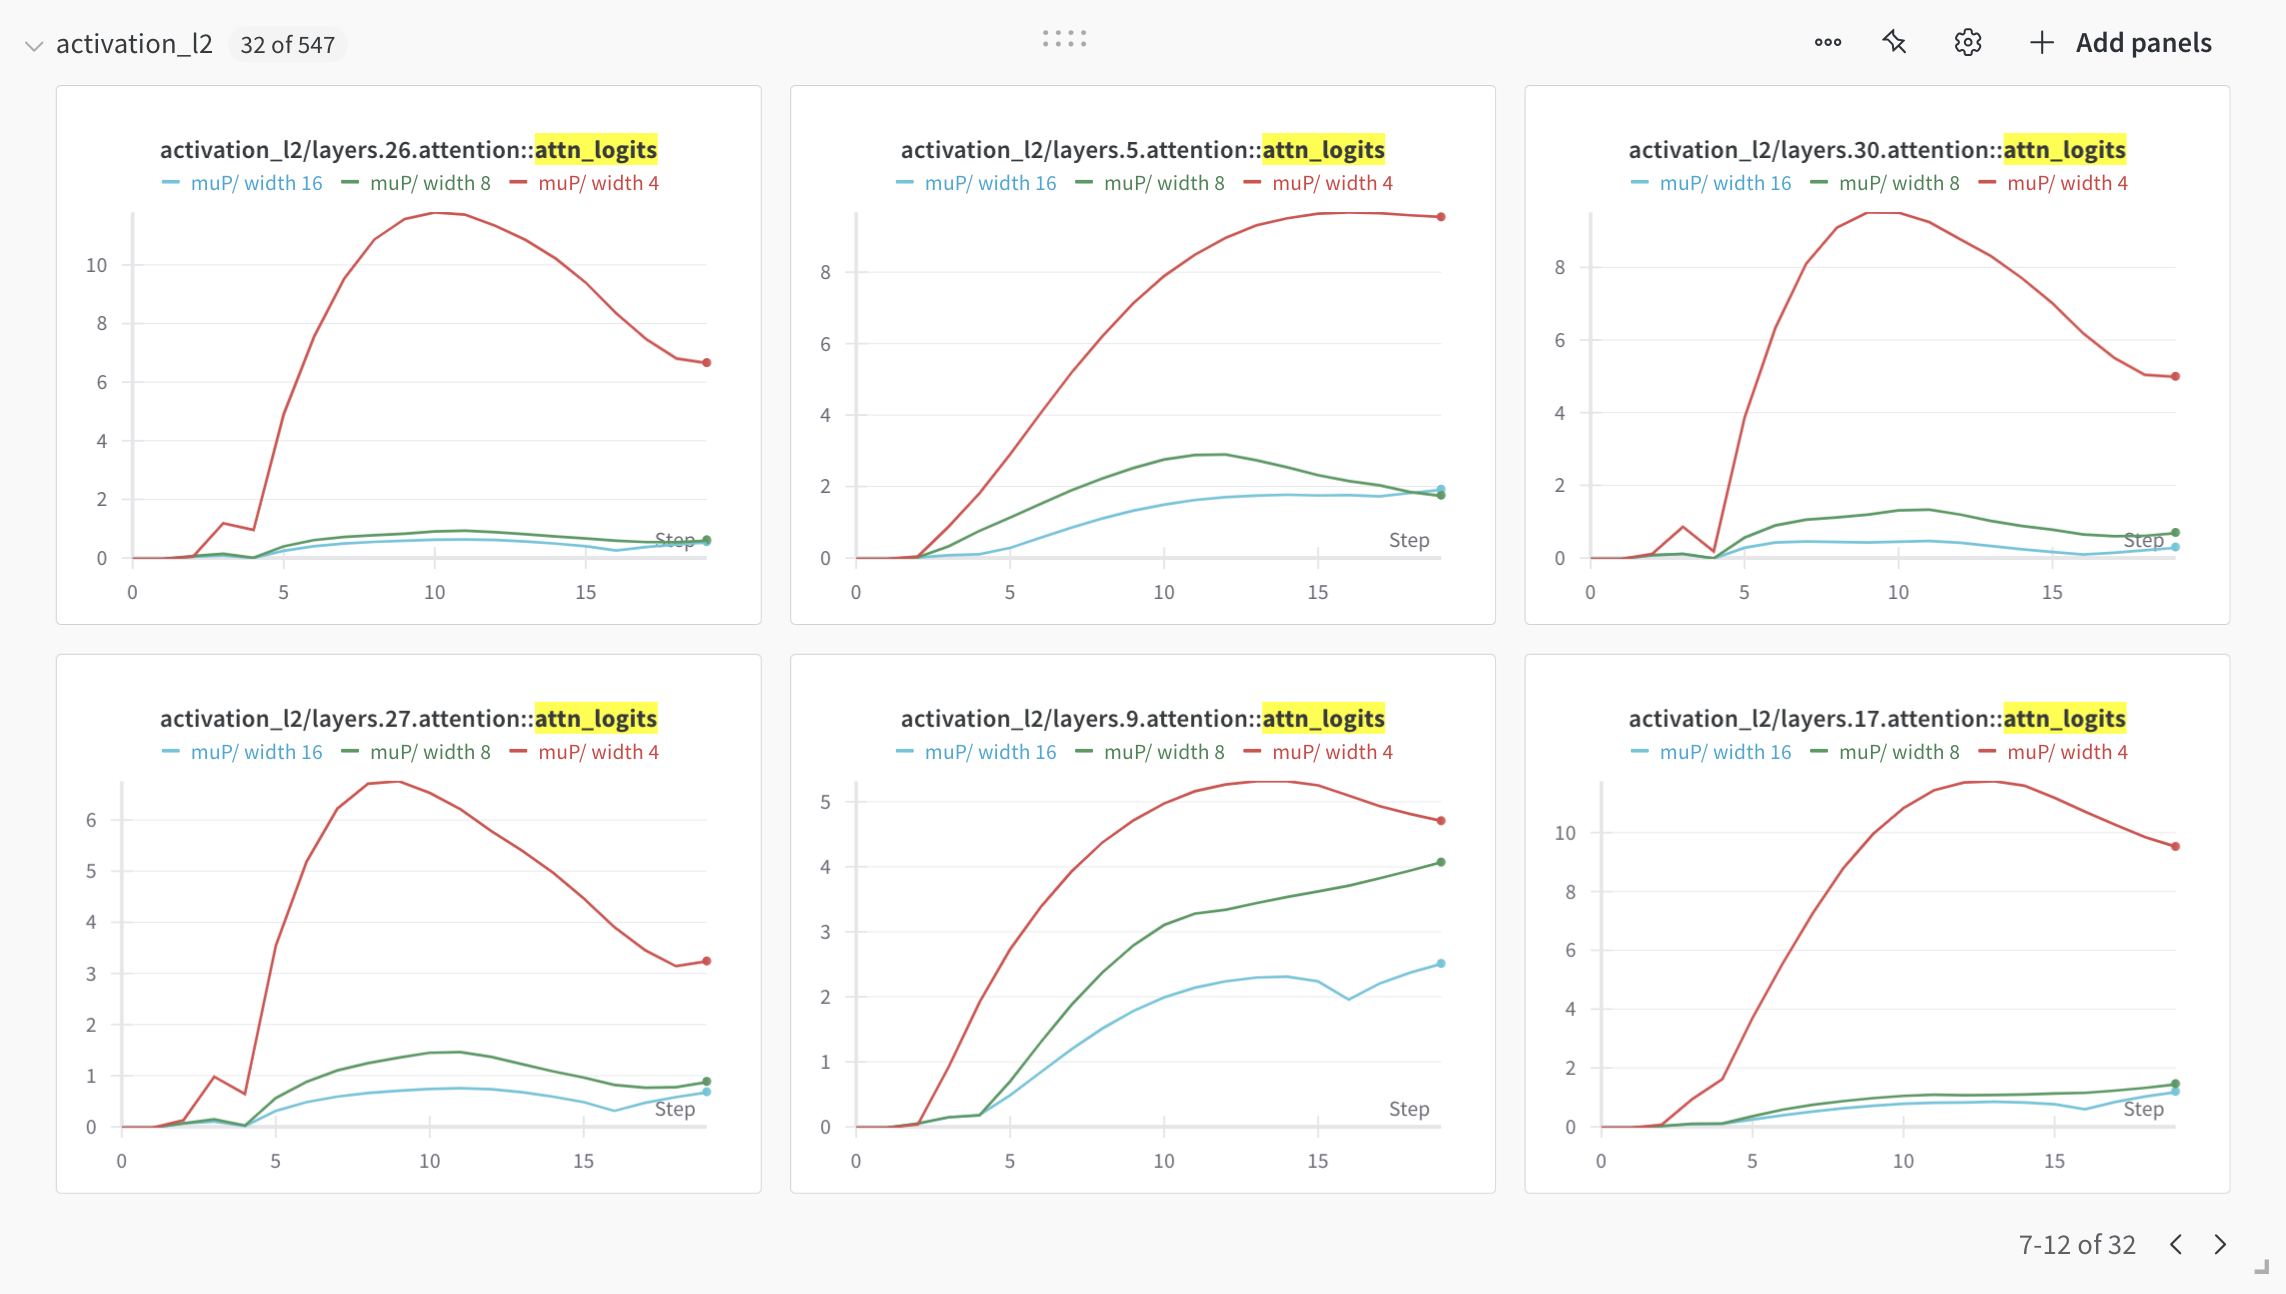 activation_l2 32 of 547 Add panels
activation_l2/layers.26.attention::attn_logits
muP/ width 16 muP/ width 8 muP/ width 4
10
8
6
4
2
0
Step
0 5 10 15
activation_l2/layers.5.attention::attn_logits
muP/ width 16 muP/ width 8 muP/ width 4
8
6
4
2
0
Step
0 5 10 15
activation_l2/layers.30.attention::attn_logits
muP/ width 16 muP/ width 8 muP/ width 4
8
6
4
2
0
Step
0 5 10 15
activation_l2/layers.27.attention::attn_logits
muP/ width 16 muP/ width 8 muP/ width 4
6
5
4
3
2
1
0
Step
0 5 10 15
activation_l2/layers.9.attention::attn_logits
muP/ width 16 muP/ width 8 muP/ width 4
5
4
3
2
1
0
Step
0 5 10 15
activation_l2/layers.17.attention::attn_logits
muP/ width 16 muP/ width 8 muP/ width 4
10
8
6
4
2
0
Step
0 5 10 15
7-12 of 32